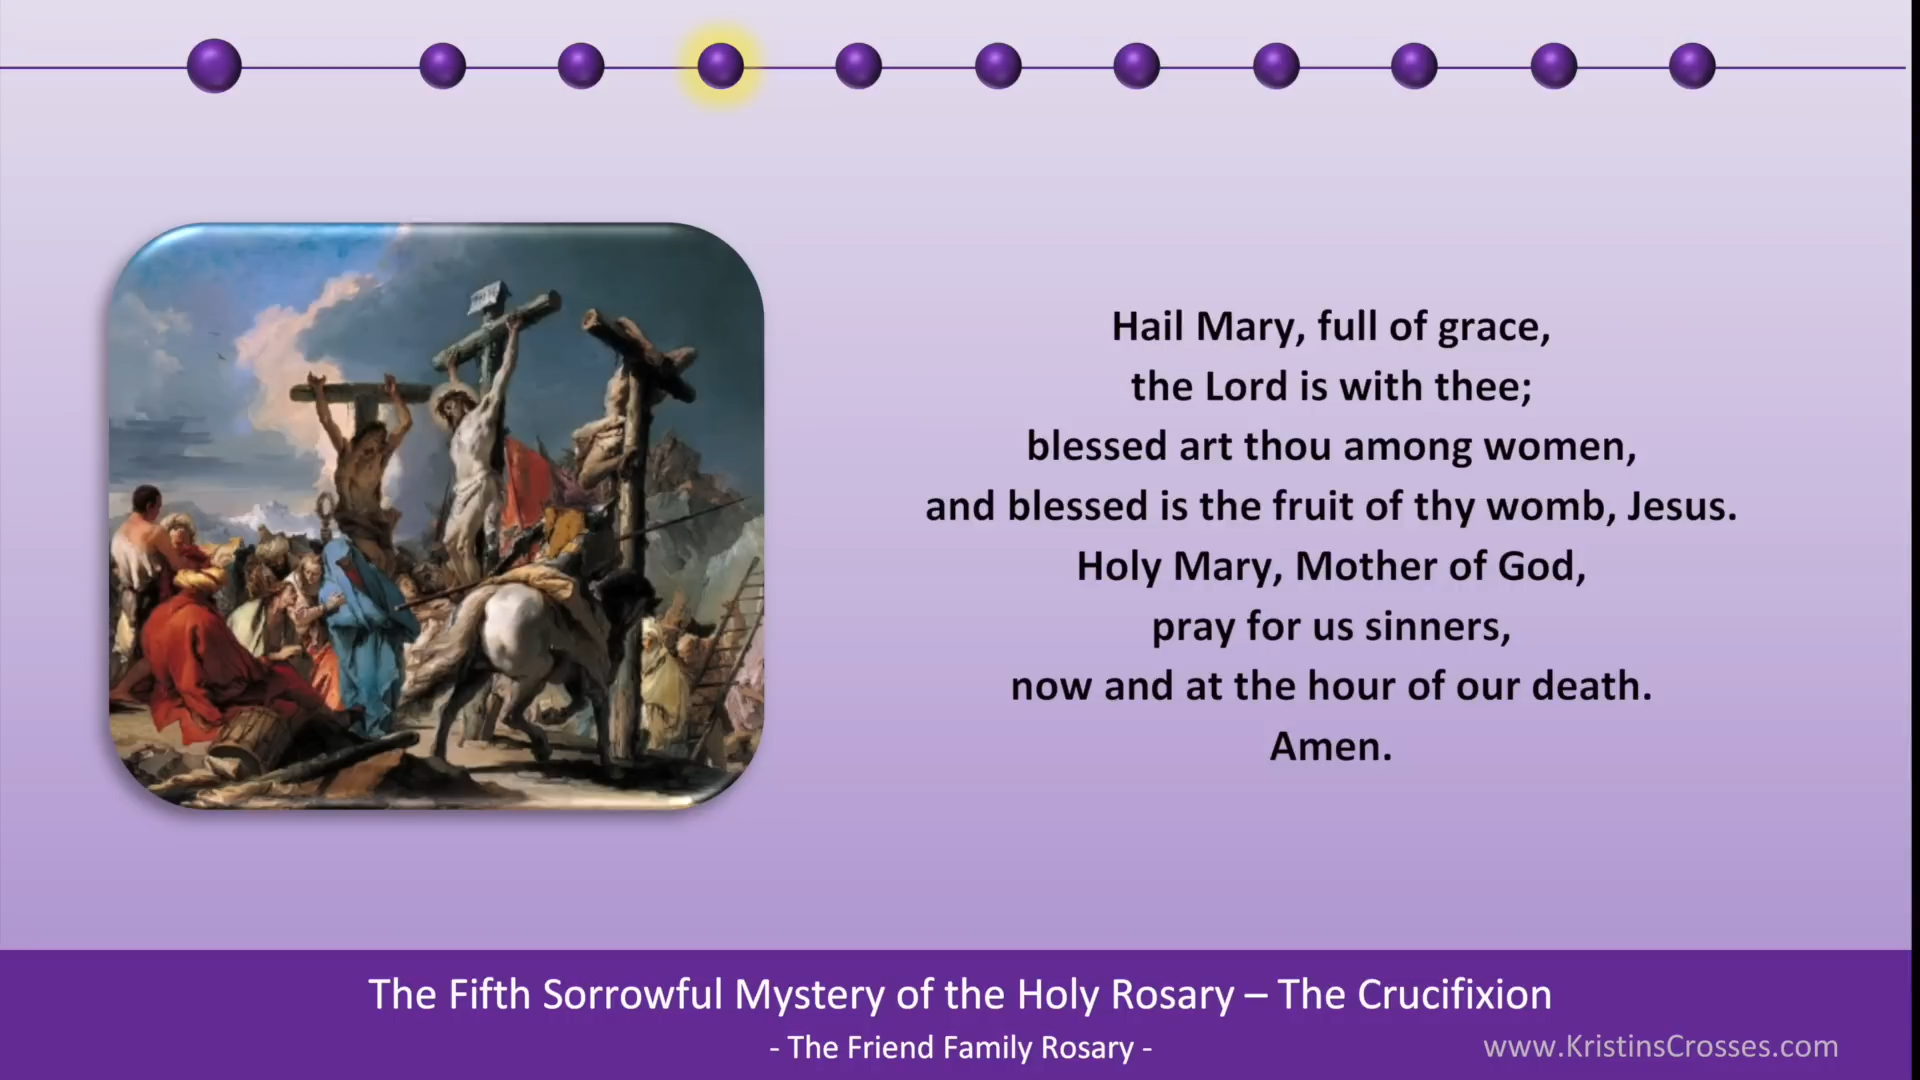 Hail Mary, full of grace,
the Lord is with thee;
blessed art thou among women,
and blessed is the fruit of thy womb, Jesus.
Holy Mary, Mother of God,
pray for us sinners,
now and at the hour of our death.
Amen.
The Fifth Sorrowful Mystery of the Holy Rosary – The Crucifixion
- The Friend Family Rosary -
www.KristinsCrosses.com